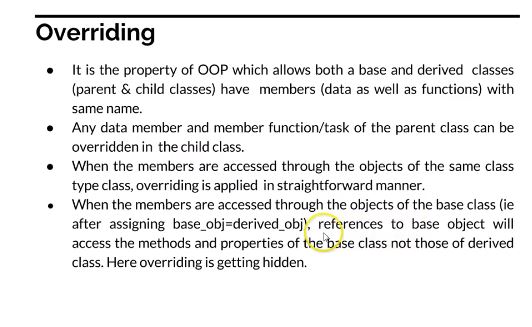 Overriding
● It is the property of OOP which allows both a base and derived classes
(parent & child classes) have members (data as well as functions) with
same name.
● Any data member and member function/task of the parent class can be
overridden in the child class.
● When the members are accessed through the objects of the same class
type class, overriding is applied in straightforward manner.
● When the members are accessed through the objects of the base class (ie
after assigning base_obj=derived_obj), references to base object will
access the methods and properties of the base class not those of derived
class. Here overriding is getting hidden.